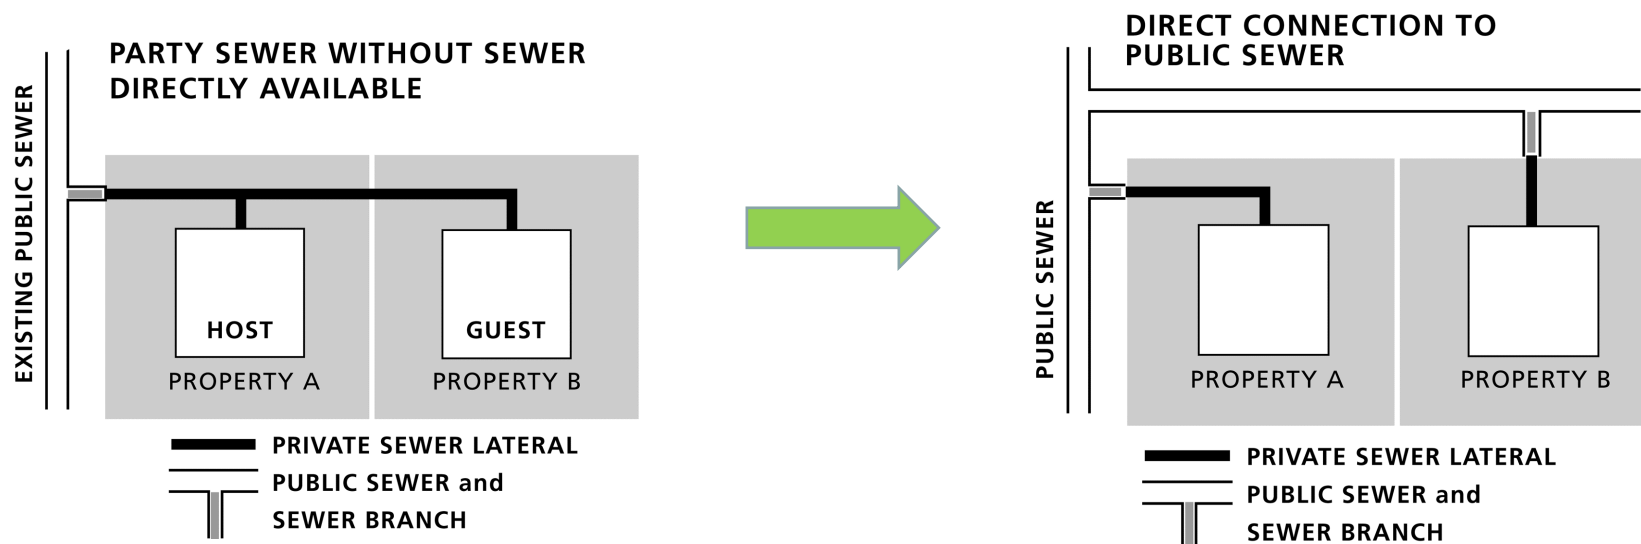 PARTY SEWER WITHOUT SEWER
DIRECTLY AVAILABLE
EXISTING PUBLIC SEWER
HOST
GUEST
PROPERTY A
PROPERTY B
PRIVATE SEWER LATERAL
PUBLIC SEWER and
SEWER BRANCH
DIRECT CONNECTION TO
PUBLIC SEWER
PUBLIC SEWER
PROPERTY A
PROPERTY B
PRIVATE SEWER LATERAL
PUBLIC SEWER and
SEWER BRANCH